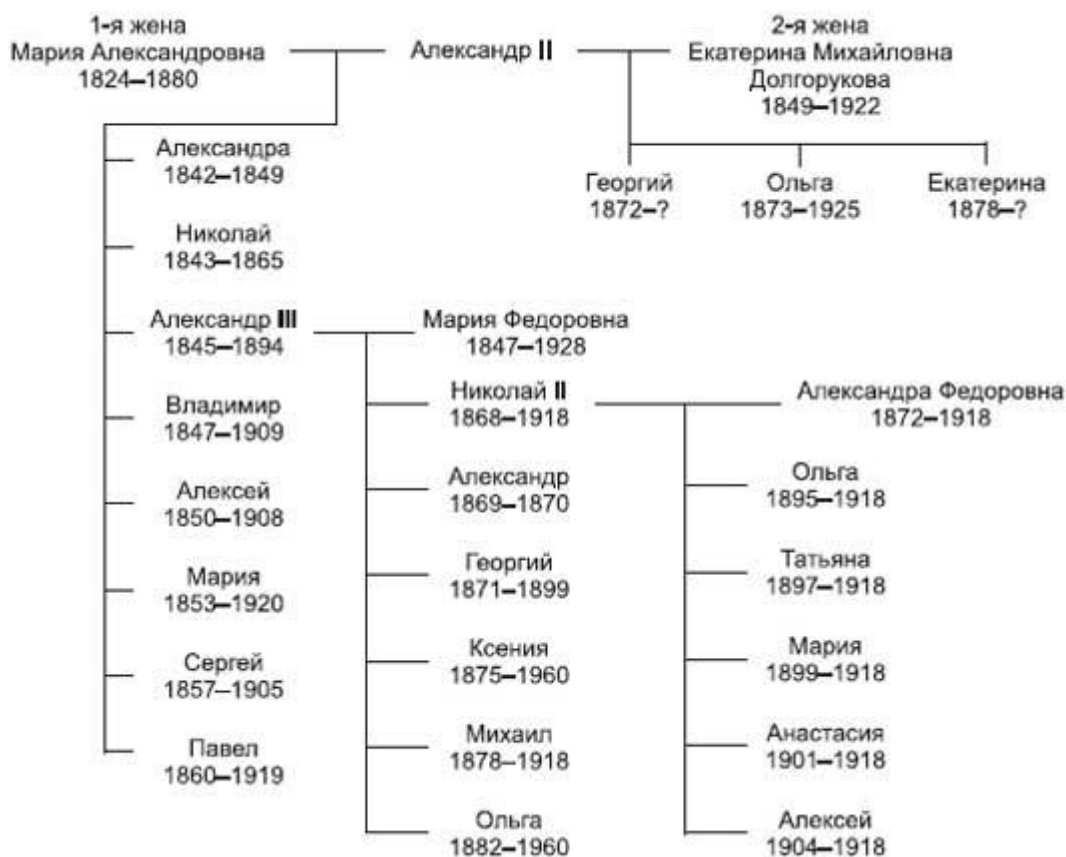 1-я жена
Мария Александровна
1824–1880
Александр II
2-я жена
Екатерина Михайловна
Долгорукова
1849–1922
Александра
1842–1849
Георгий
1872–?
Ольга
1873–1925
Екатерина
1878–?
Николай
1843–1865
Александр III
1845–1894
Мария Федоровна
1847–1928
Владимир
1847–1909
Николай II
1868–1918
Александра Федоровна
1872–1918
Алексей
1850–1908
Александр
1869–1870
Ольга
1895–1918
Мария
1853–1920
Георгий
1871–1899
Татьяна
1897–1918
Сергей
1857–1905
Ксения
1875–1960
Мария
1899–1918
Павел
1860–1919
Михаил
1878–1918
Анастасия
1901–1918
Ольга
1882–1960
Алексей
1904–1918